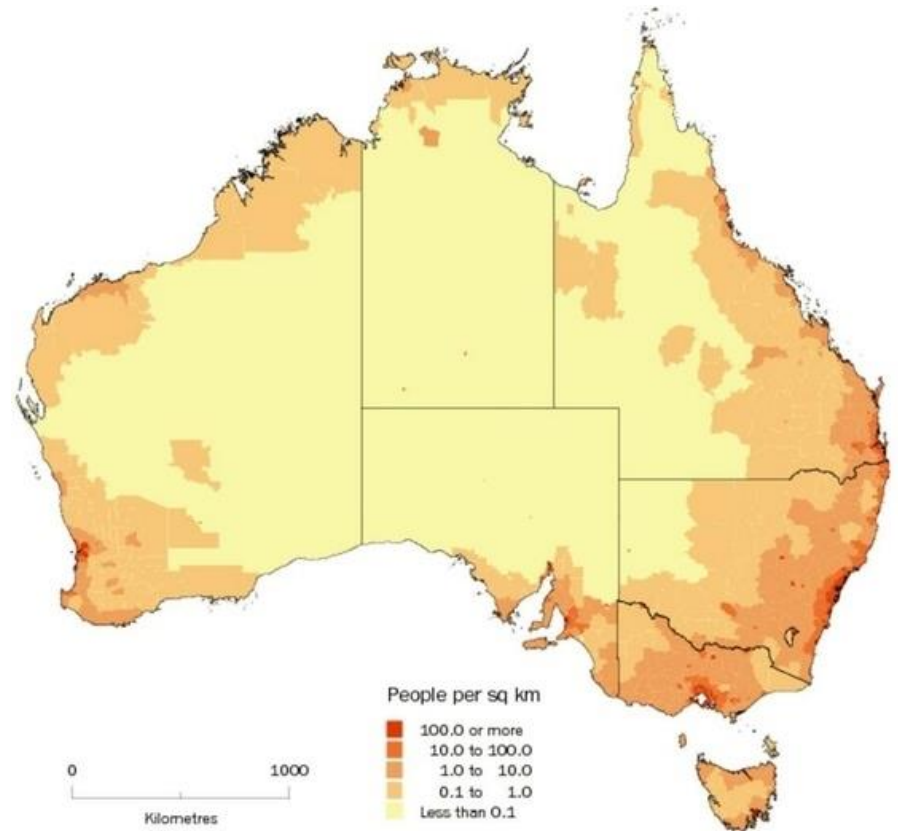 People per sq km
100.0 or more
10.0 to 100.0
1.0 to 10.0
0.1 to 1.0
Less than 0.1
0 1000
Kilometres